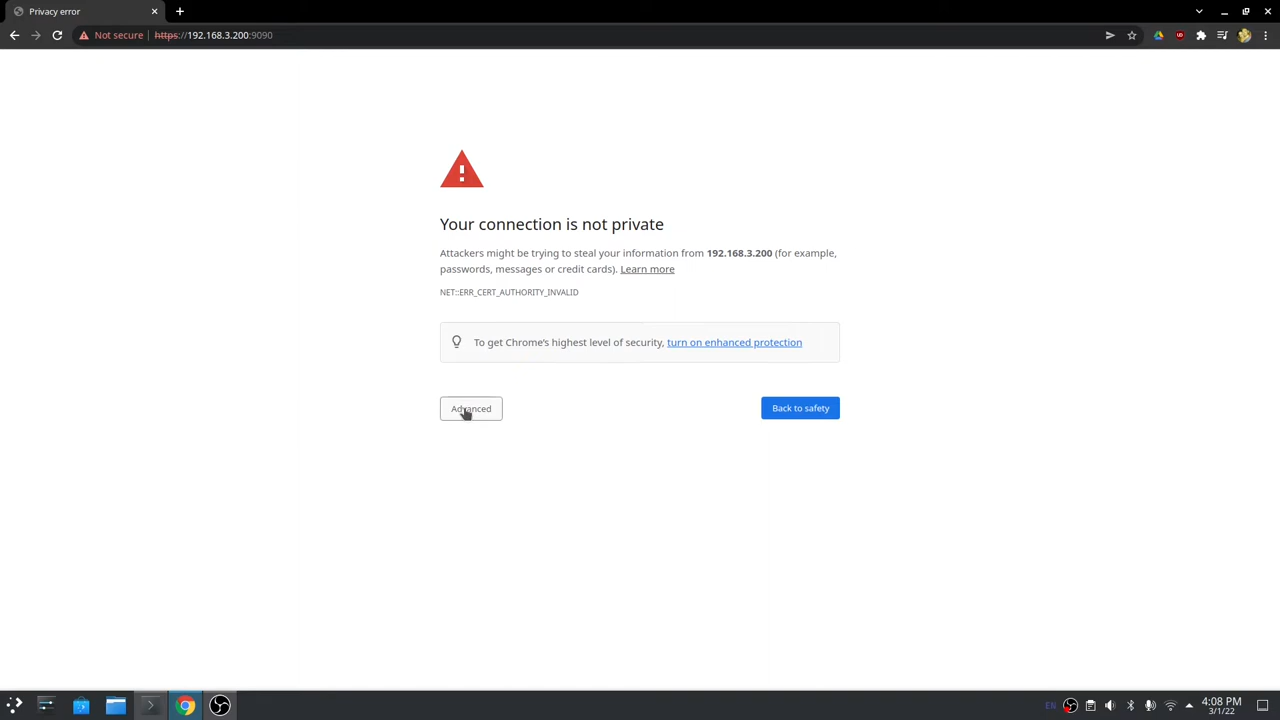 Privacy error
Not secure
https://192.168.3.200:9090
UD
Your connection is not private
Attackers might be trying to steal your information from 192.168.3.200 (for example,
passwords, messages or credit cards). Learn more
NET::ERR_CERT_AUTHORITY_INVALID
To get Chrome's highest level of security, turn on enhanced protection
Advanced
Back to safety
EN
4:08 PM
3/1/22